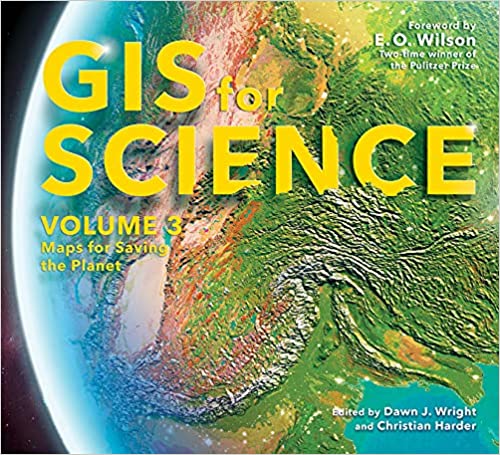 Foreword by
E. O. Wilson
Two-time winner of
the Pulitzer Prize
GIS for
SCIENCE
VOLUME 3
Maps for Saving
the Planet
Edited by Dawn J. Wright
and Christian Harder